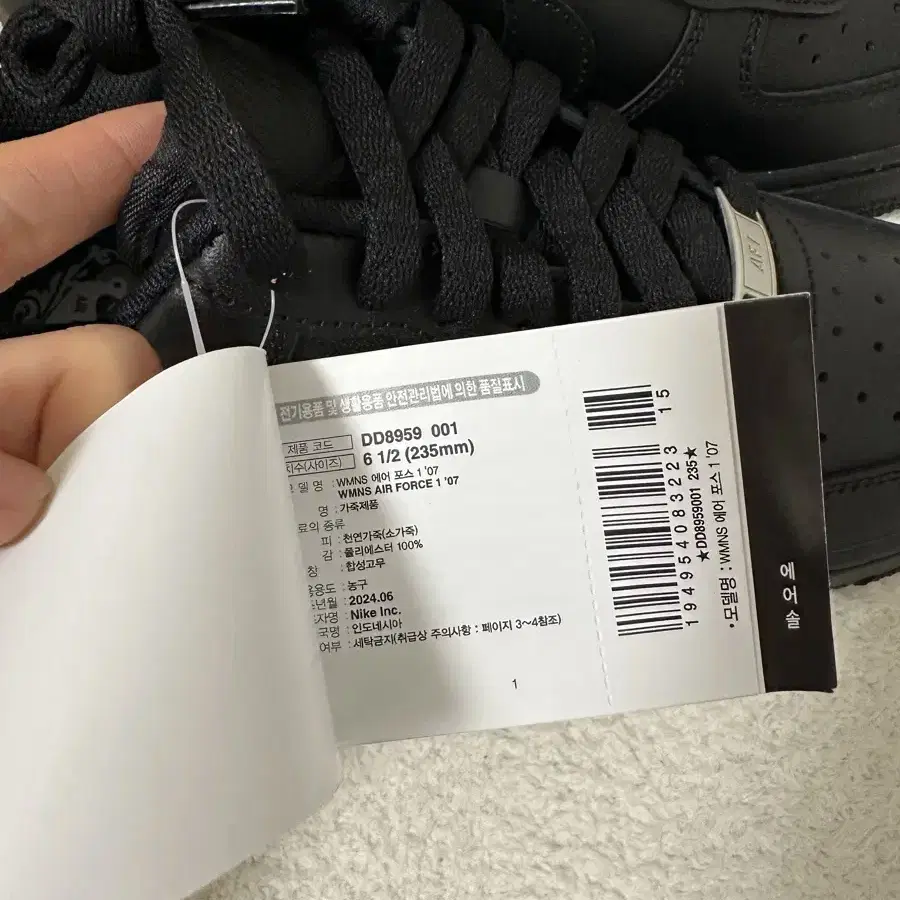 전기용품 및 생활용품 안전관리법에 의한 품질표시
제품 코드 DD8959 001
치수(사이즈) 6 1/2 (235mm)
델 명 : WMNS 에어 포스 1 '07
WMNS AIR FORCE 1 '07
명 : 가죽제품
료의 종류
피 : 천연가죽(소가죽)
감 : 폴리에스터 100%
창 : 합성고무
용도 : 농구
년월 : 2024.06
자명 : Nike Inc.
국명 : 인도네시아
여부 : 세탁금지(취급상 주의사항 : 페이지 3~4참조)
1
15
1 94954 08322 3
★DD8959001 235★
• 모델명 : WMNS 에어 포스 1 '07
에어솔
AF1